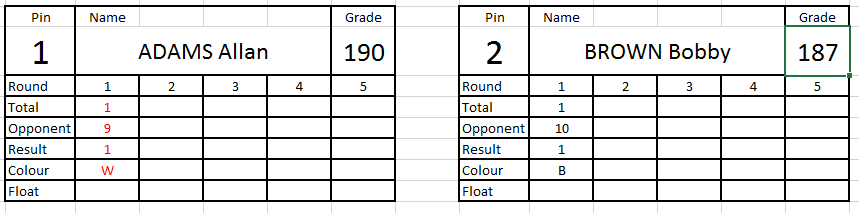 Pin Name Grade Pin Name Grade
1 ADAMS Allan 190 2 BROWN Bobby 187
Round 1 2 3 4 5 Round 1 2 3 4 5
Total 1 Total 1
Opponent 9 Opponent 10
Result 1 Result 1
Colour W Colour B
Float Float